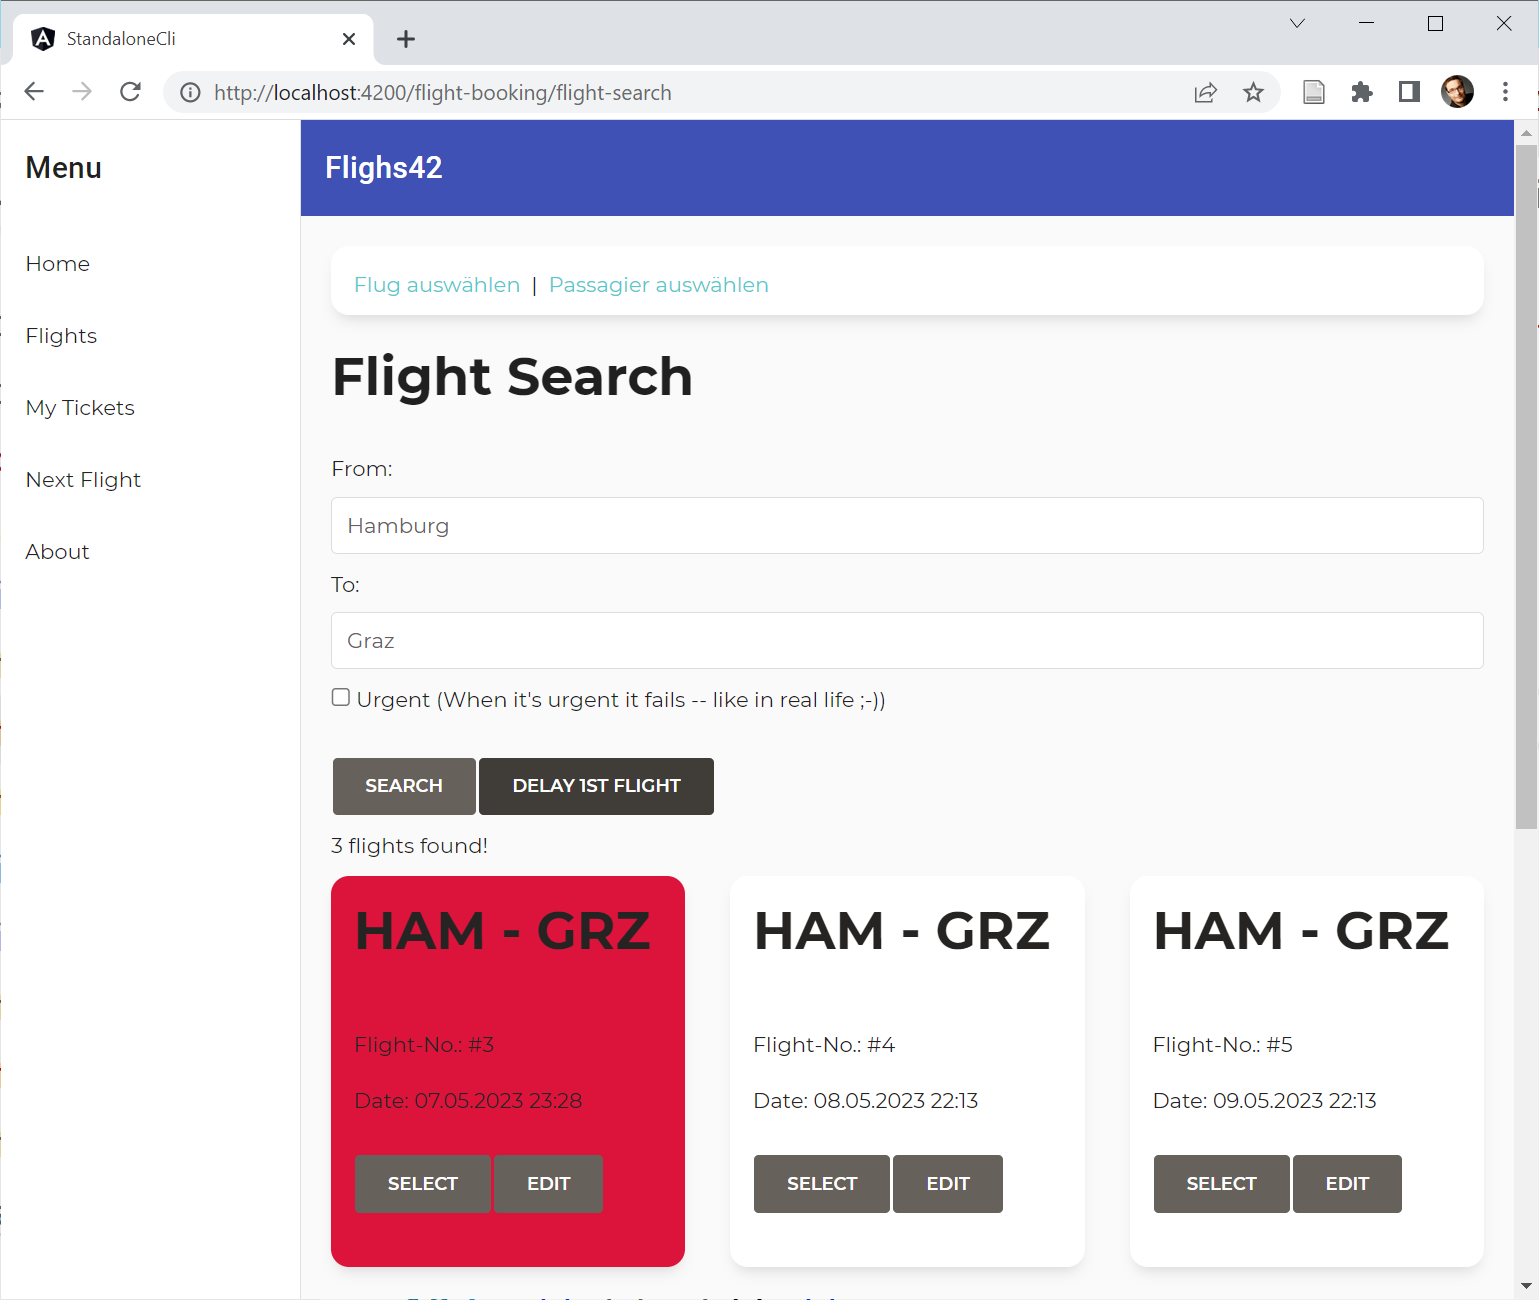 StandaloneCli
http://localhost:4200/flight-booking/flight-search
Menu
Flighs42
Home
Flights
My Tickets
Next Flight
About
Flug auswählen | Passagier auswählen
Flight Search
From:
Hamburg
To:
Graz
Urgent (When it's urgent it fails -- like in real life ;-))
SEARCH DELAY 1ST FLIGHT
3 flights found!
HAM - GRZ
Flight-No.: #3
Date: 07.05.2023 23:28
SELECT EDIT
HAM - GRZ
Flight-No.: #4
Date: 08.05.2023 22:13
SELECT EDIT
HAM - GRZ
Flight-No.: #5
Date: 09.05.2023 22:13
SELECT EDIT